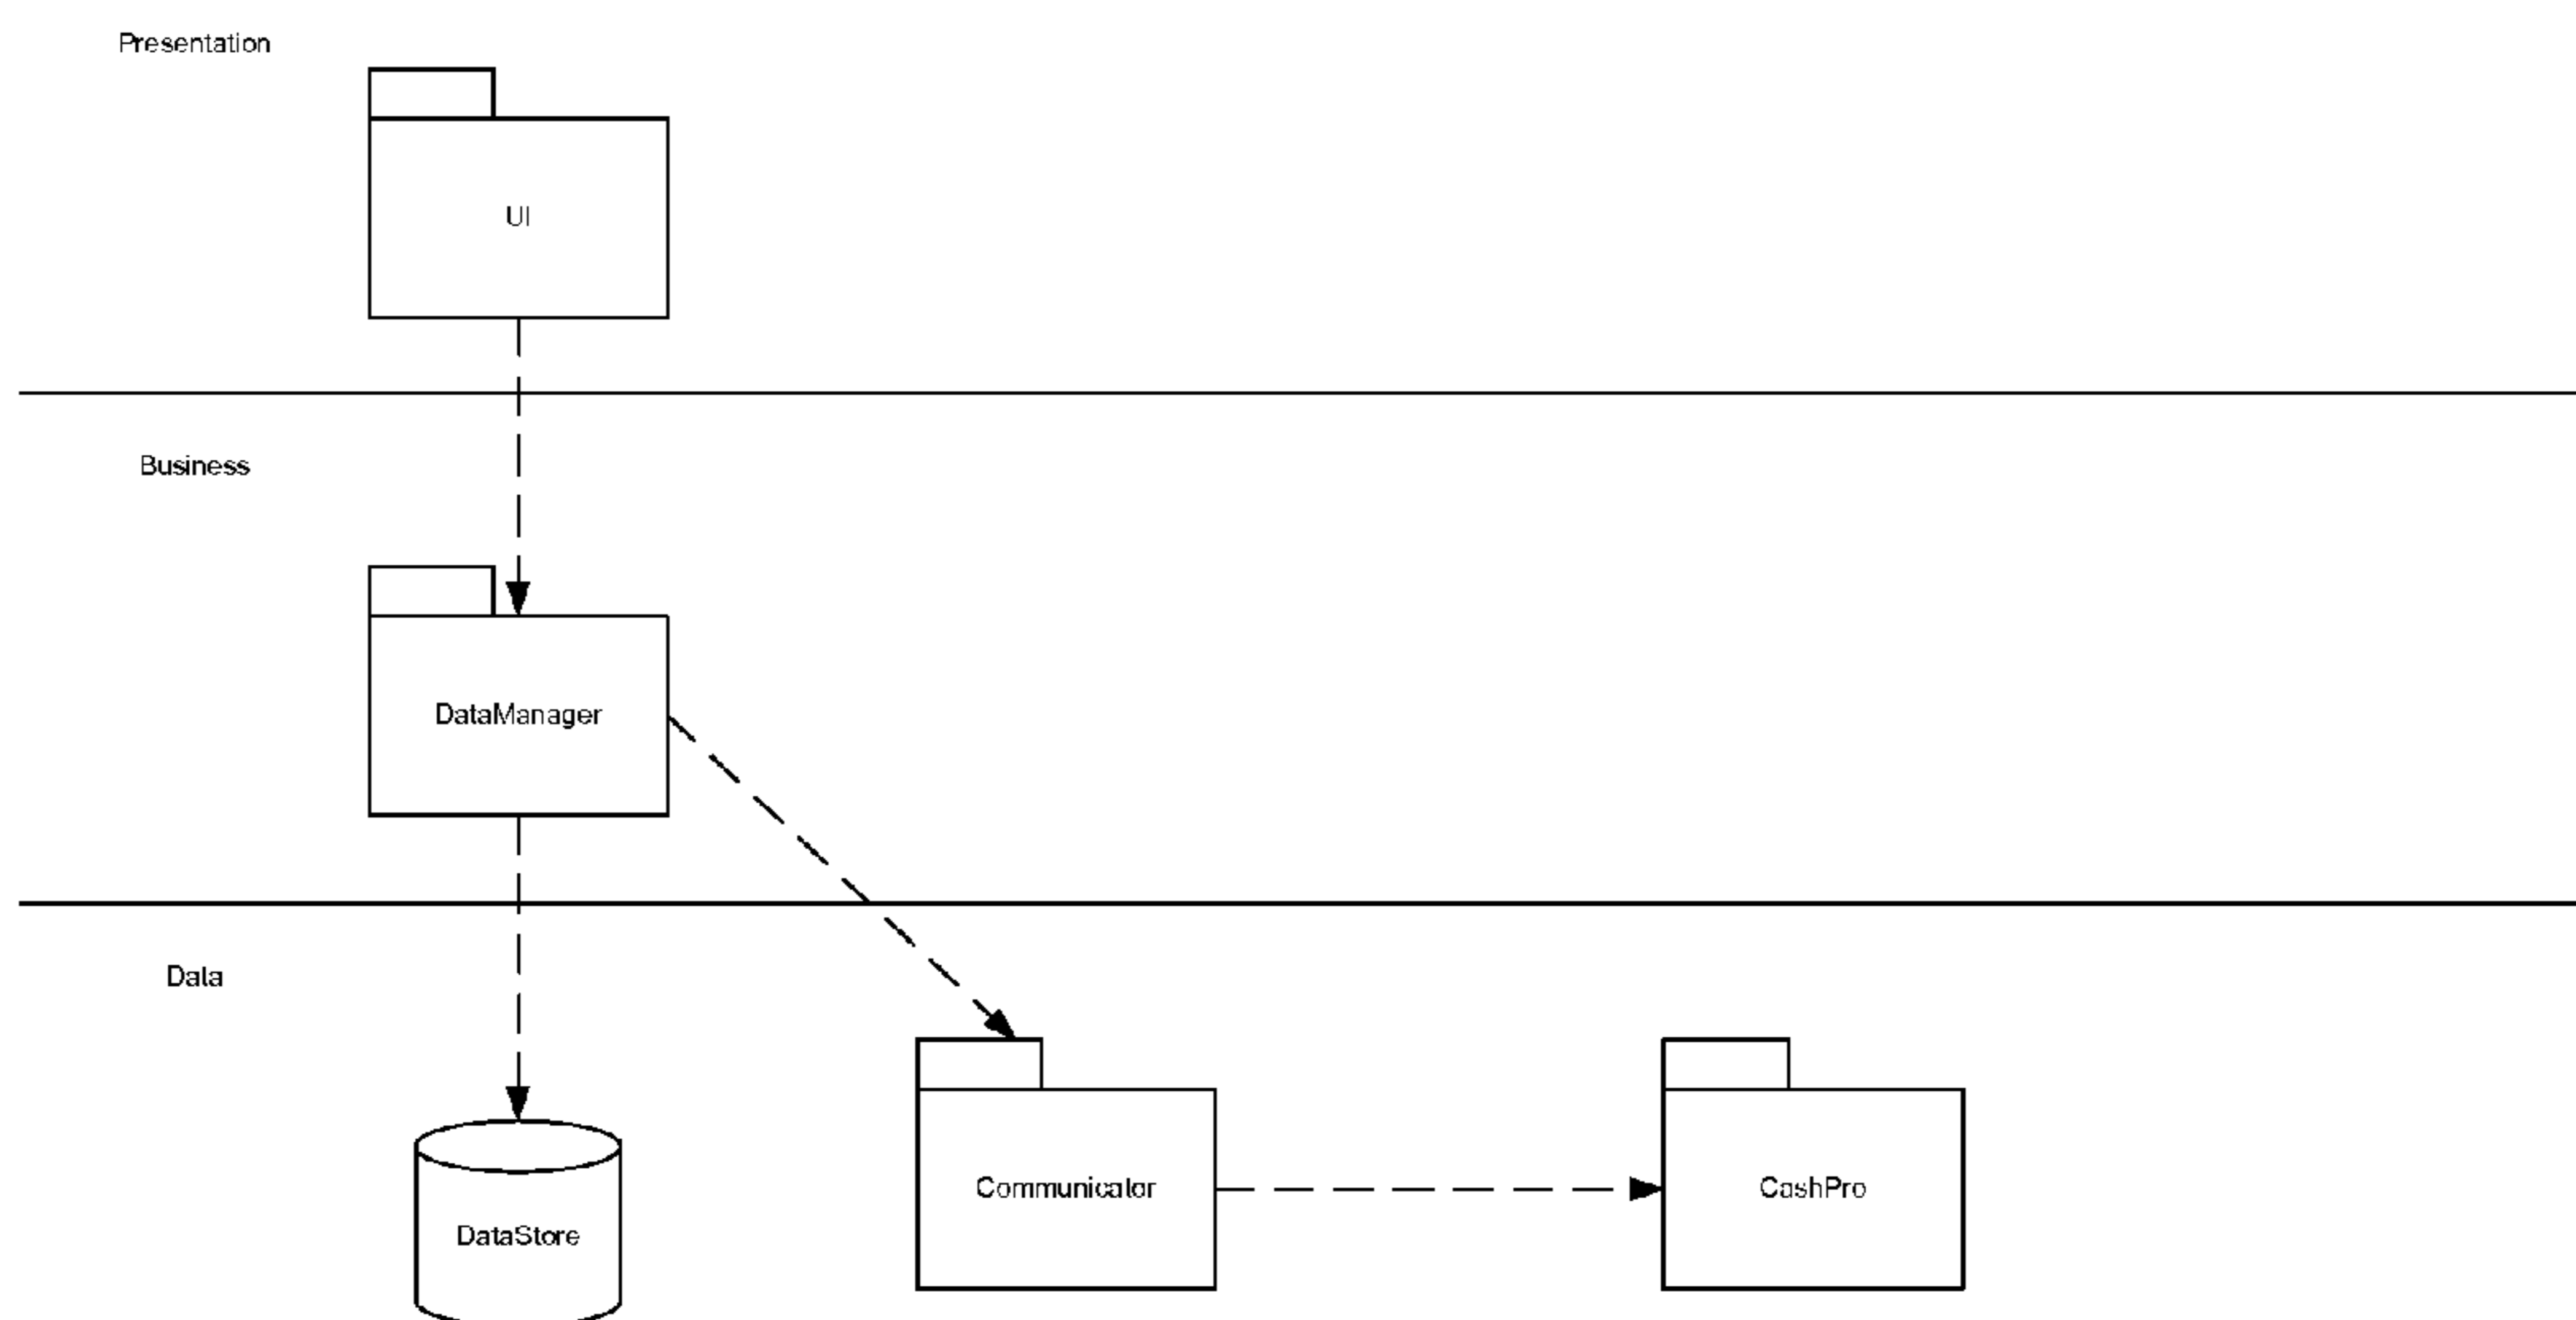 Presentation
UI
Business
DataManager
Data
Communicator
CashPro
DataStore